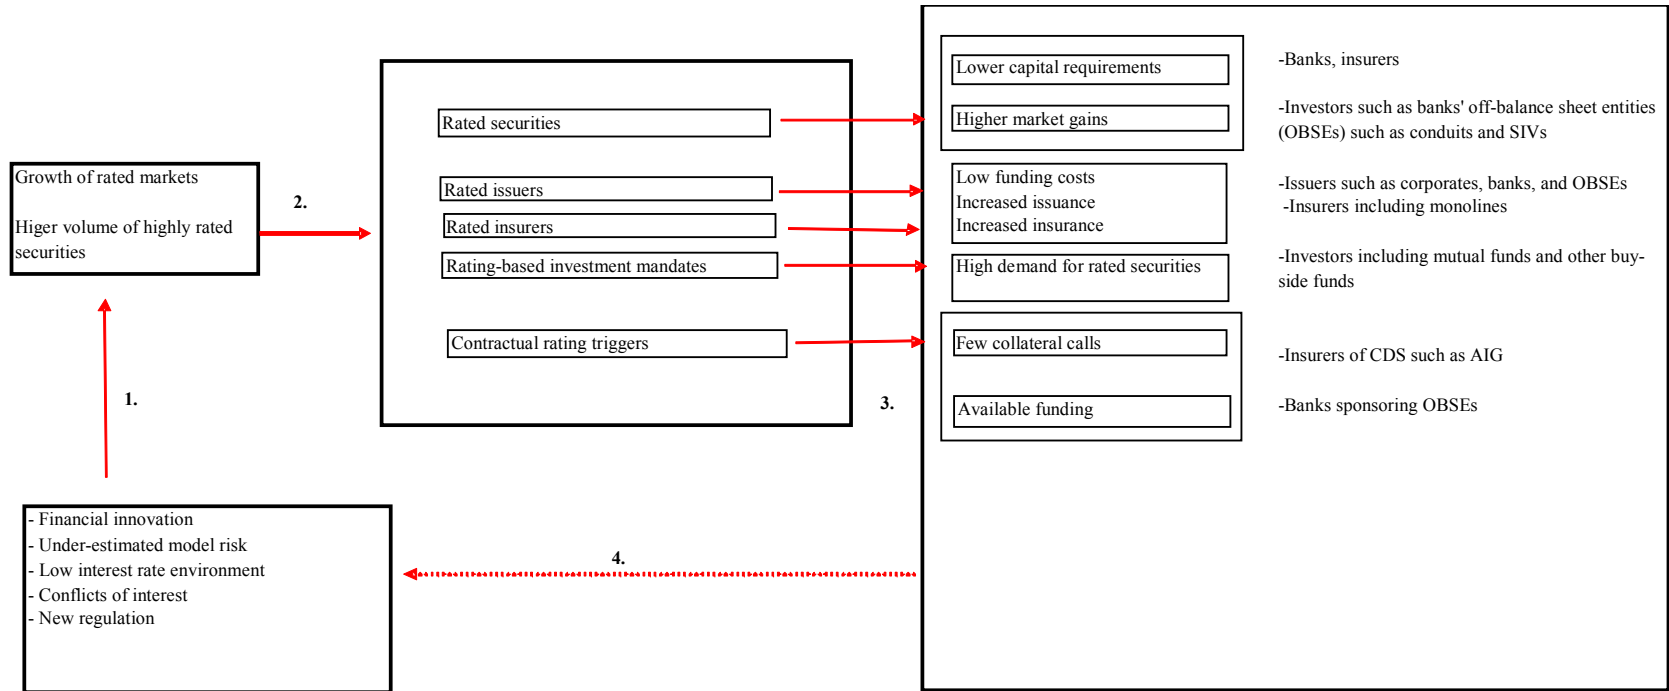 Growth of rated markets
Higer volume of highly rated
securities
1.
2.
- Financial innovation
- Under-estimated model risk
- Low interest rate environment
- Conflicts of interest
- New regulation
Rated securities
Rated issuers
Rated insurers
Rating-based investment mandates
Contractual rating triggers
3.
4.
Lower capital requirements
Higher market gains
Low funding costs
Increased issuance
Increased insurance
High demand for rated securities
Few collateral calls
Available funding
-Banks, insurers
-Investors such as banks' off-balance sheet entities
(OBSEs) such as conduits and SIVs
-Issuers such as corporates, banks, and OBSEs
-Insurers including monolines
-Investors including mutual funds and other buy-
side funds
-Insurers of CDS such as AIG
-Banks sponsoring OBSEs